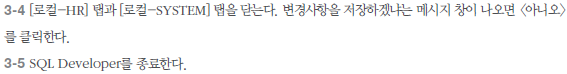 3-4 [로컬-HR] 탭과 [로컬-SYSTEM] 탭을 닫는다. 변경사항을 저장하겠냐는 메시지 창이 나오면 <아니오>
를 클릭한다.
3-5 SQL Developer를 종료한다.